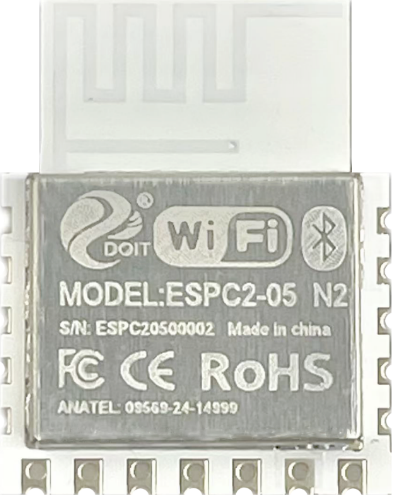 ®
DOIT WiFi
MODEL:ESPC2-05 N2
S/N: ESPC20500002 Made in china
FC CE RoHS
ANATEL: 09569-24-14999